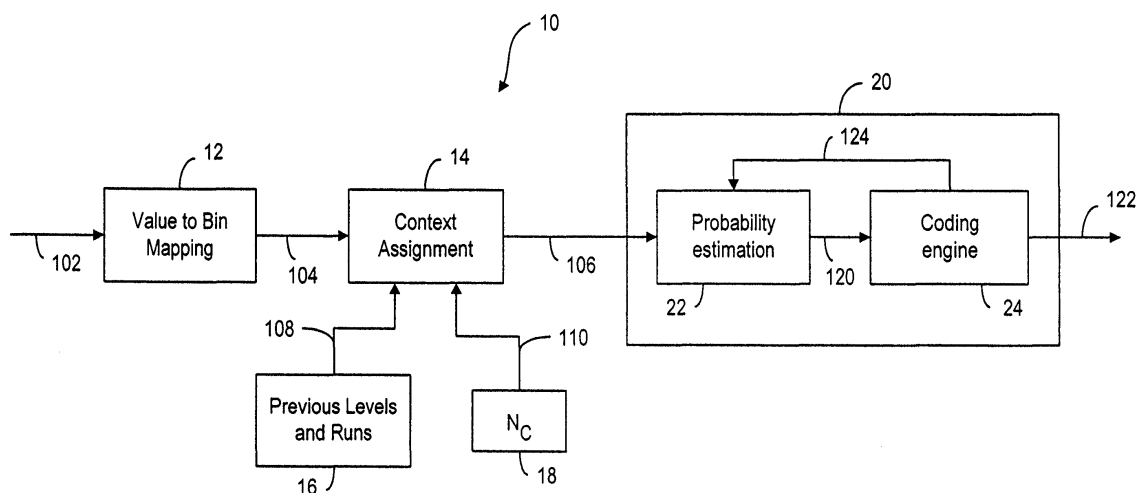 10
20
124
12
14
Value to Bin
Mapping
Context
Assignment
Probability
estimation
Coding
engine
122
102
104
106
120
22
24
108
110
Previous Levels
and Runs
N_C
16
18